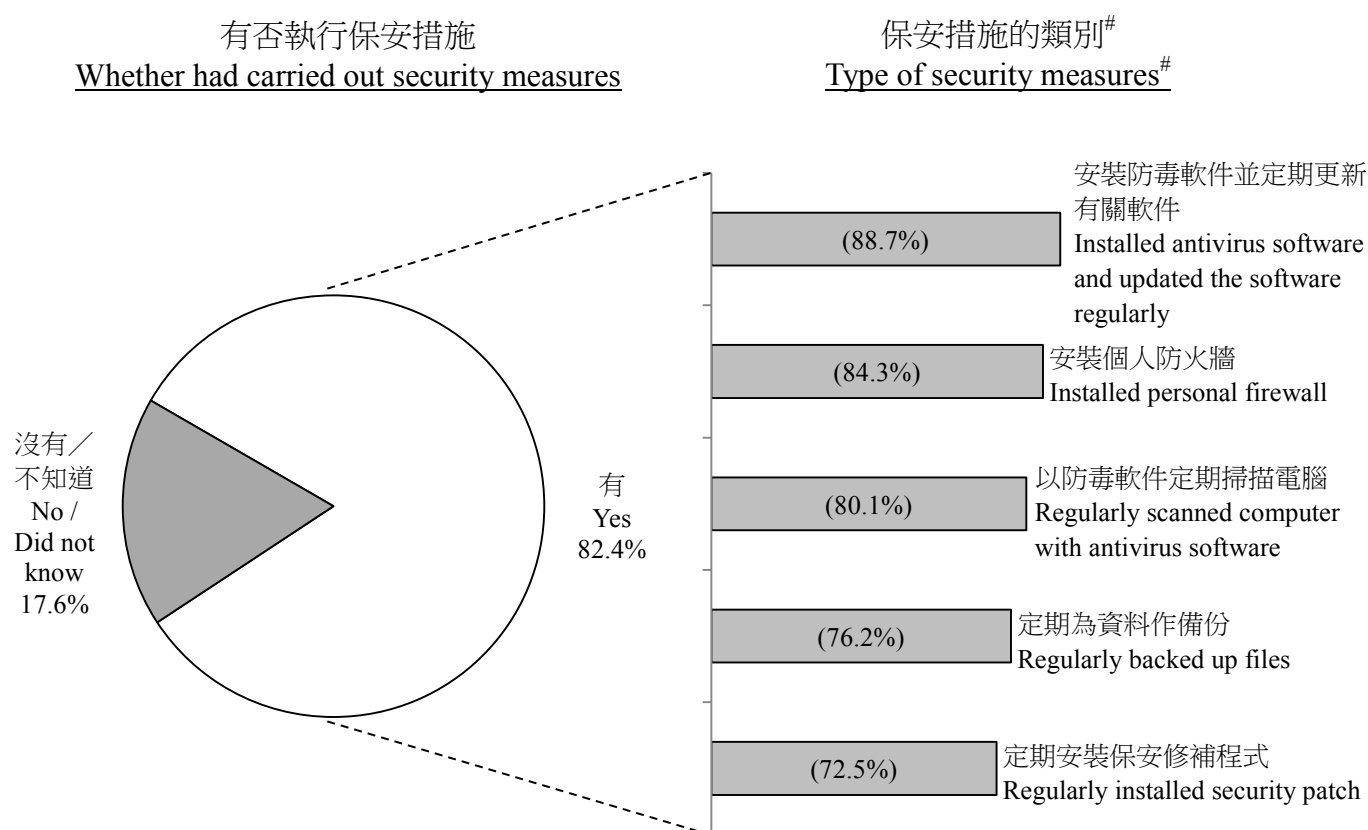 有否執行保安措施
Whether had carried out security measures
保安措施的類別#
Type of security measures#
沒有／
不知道
No /
Did not
know
17.6%
有
Yes
82.4%
(88.7%)
安裝防毒軟件並定期更新
有關軟件
Installed antivirus software
and updated the software
regularly
(84.3%)
安裝個人防火牆
Installed personal firewall
(80.1%)
以防毒軟件定期掃描電腦
Regularly scanned computer
with antivirus software
(76.2%)
定期為資料作備份
Regularly backed up files
(72.5%)
定期安裝保安修補程式
Regularly installed security patch